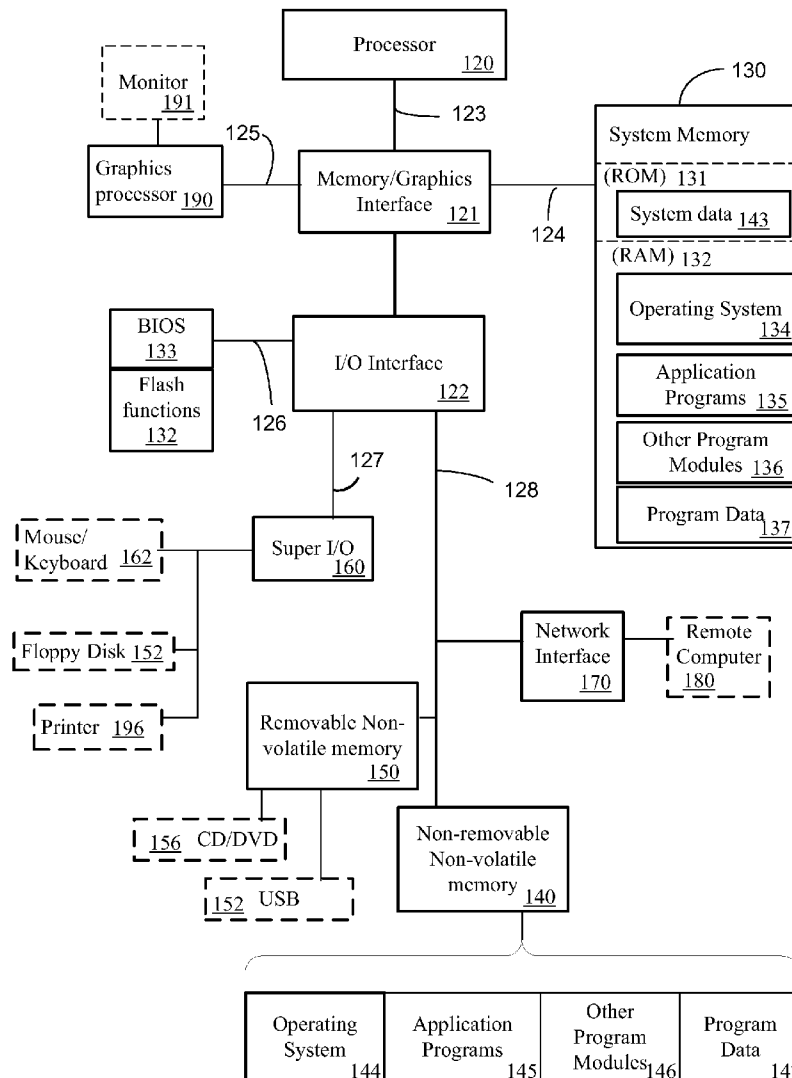 Processor
120
Monitor
191
123
130
125
System Memory
Graphics
processor 190
Memory/Graphics
Interface
121
124
(ROM) 131
System data 143
(RAM) 132
Operating System
134
BIOS
133
Flash
functions
132
126
I/O Interface
122
Application
Programs 135
Other Program
Modules 136
Program Data
137
127
128
Mouse/
Keyboard 162
Super I/O
160
Floppy Disk 152
Network
Interface
170
Remote
Computer
180
Printer 196
Removable Non-
volatile memory
150
156 CD/DVD
Non-removable
Non-volatile
memory 140
152 USB
Operating
System
144
Application
Programs
145
Other
Program
Modules 146
Program
Data